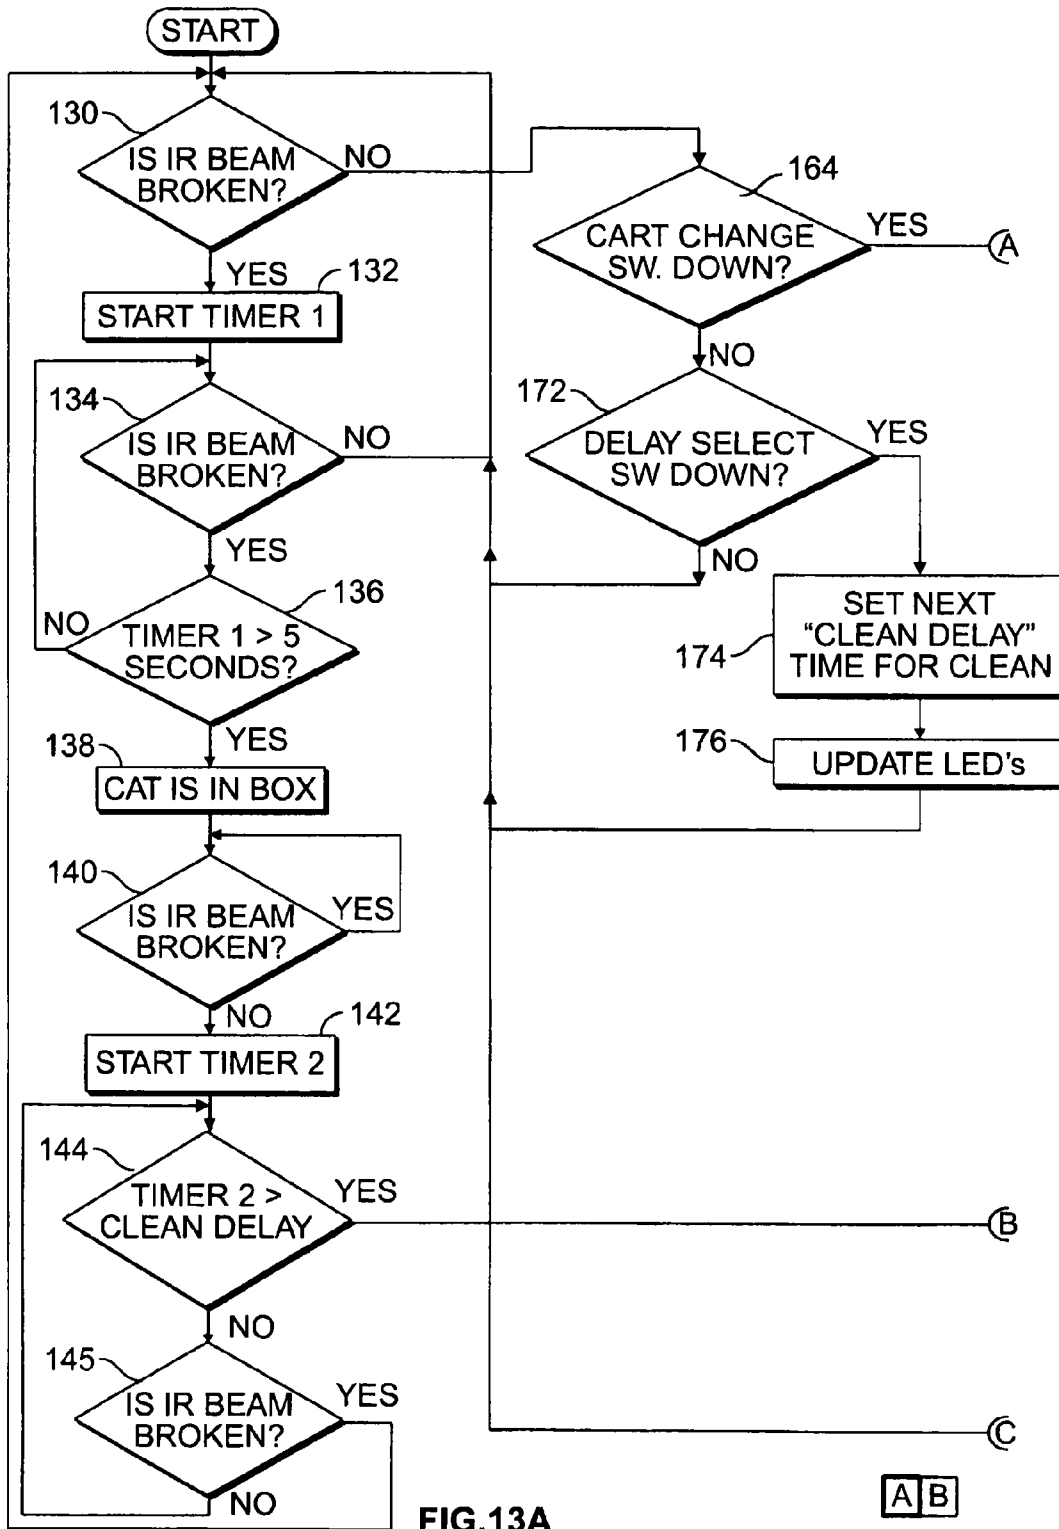 START
130
IS IR BEAM
BROKEN?
NO
YES
132
START TIMER 1
134
IS IR BEAM
BROKEN?
NO
YES
136
NO
TIMER 1 > 5
SECONDS?
YES
138
CAT IS IN BOX
140
IS IR BEAM
BROKEN?
YES
NO
142
START TIMER 2
144
TIMER 2 >
CLEAN DELAY
YES
NO
145
IS IR BEAM
BROKEN?
YES
NO
164
CART CHANGE
SW. DOWN?
YES
A
NO
172
DELAY SELECT
SW DOWN?
YES
NO
174
SET NEXT
"CLEAN DELAY"
TIME FOR CLEAN
176
UPDATE LED's
B
C
A B
FIG.13A